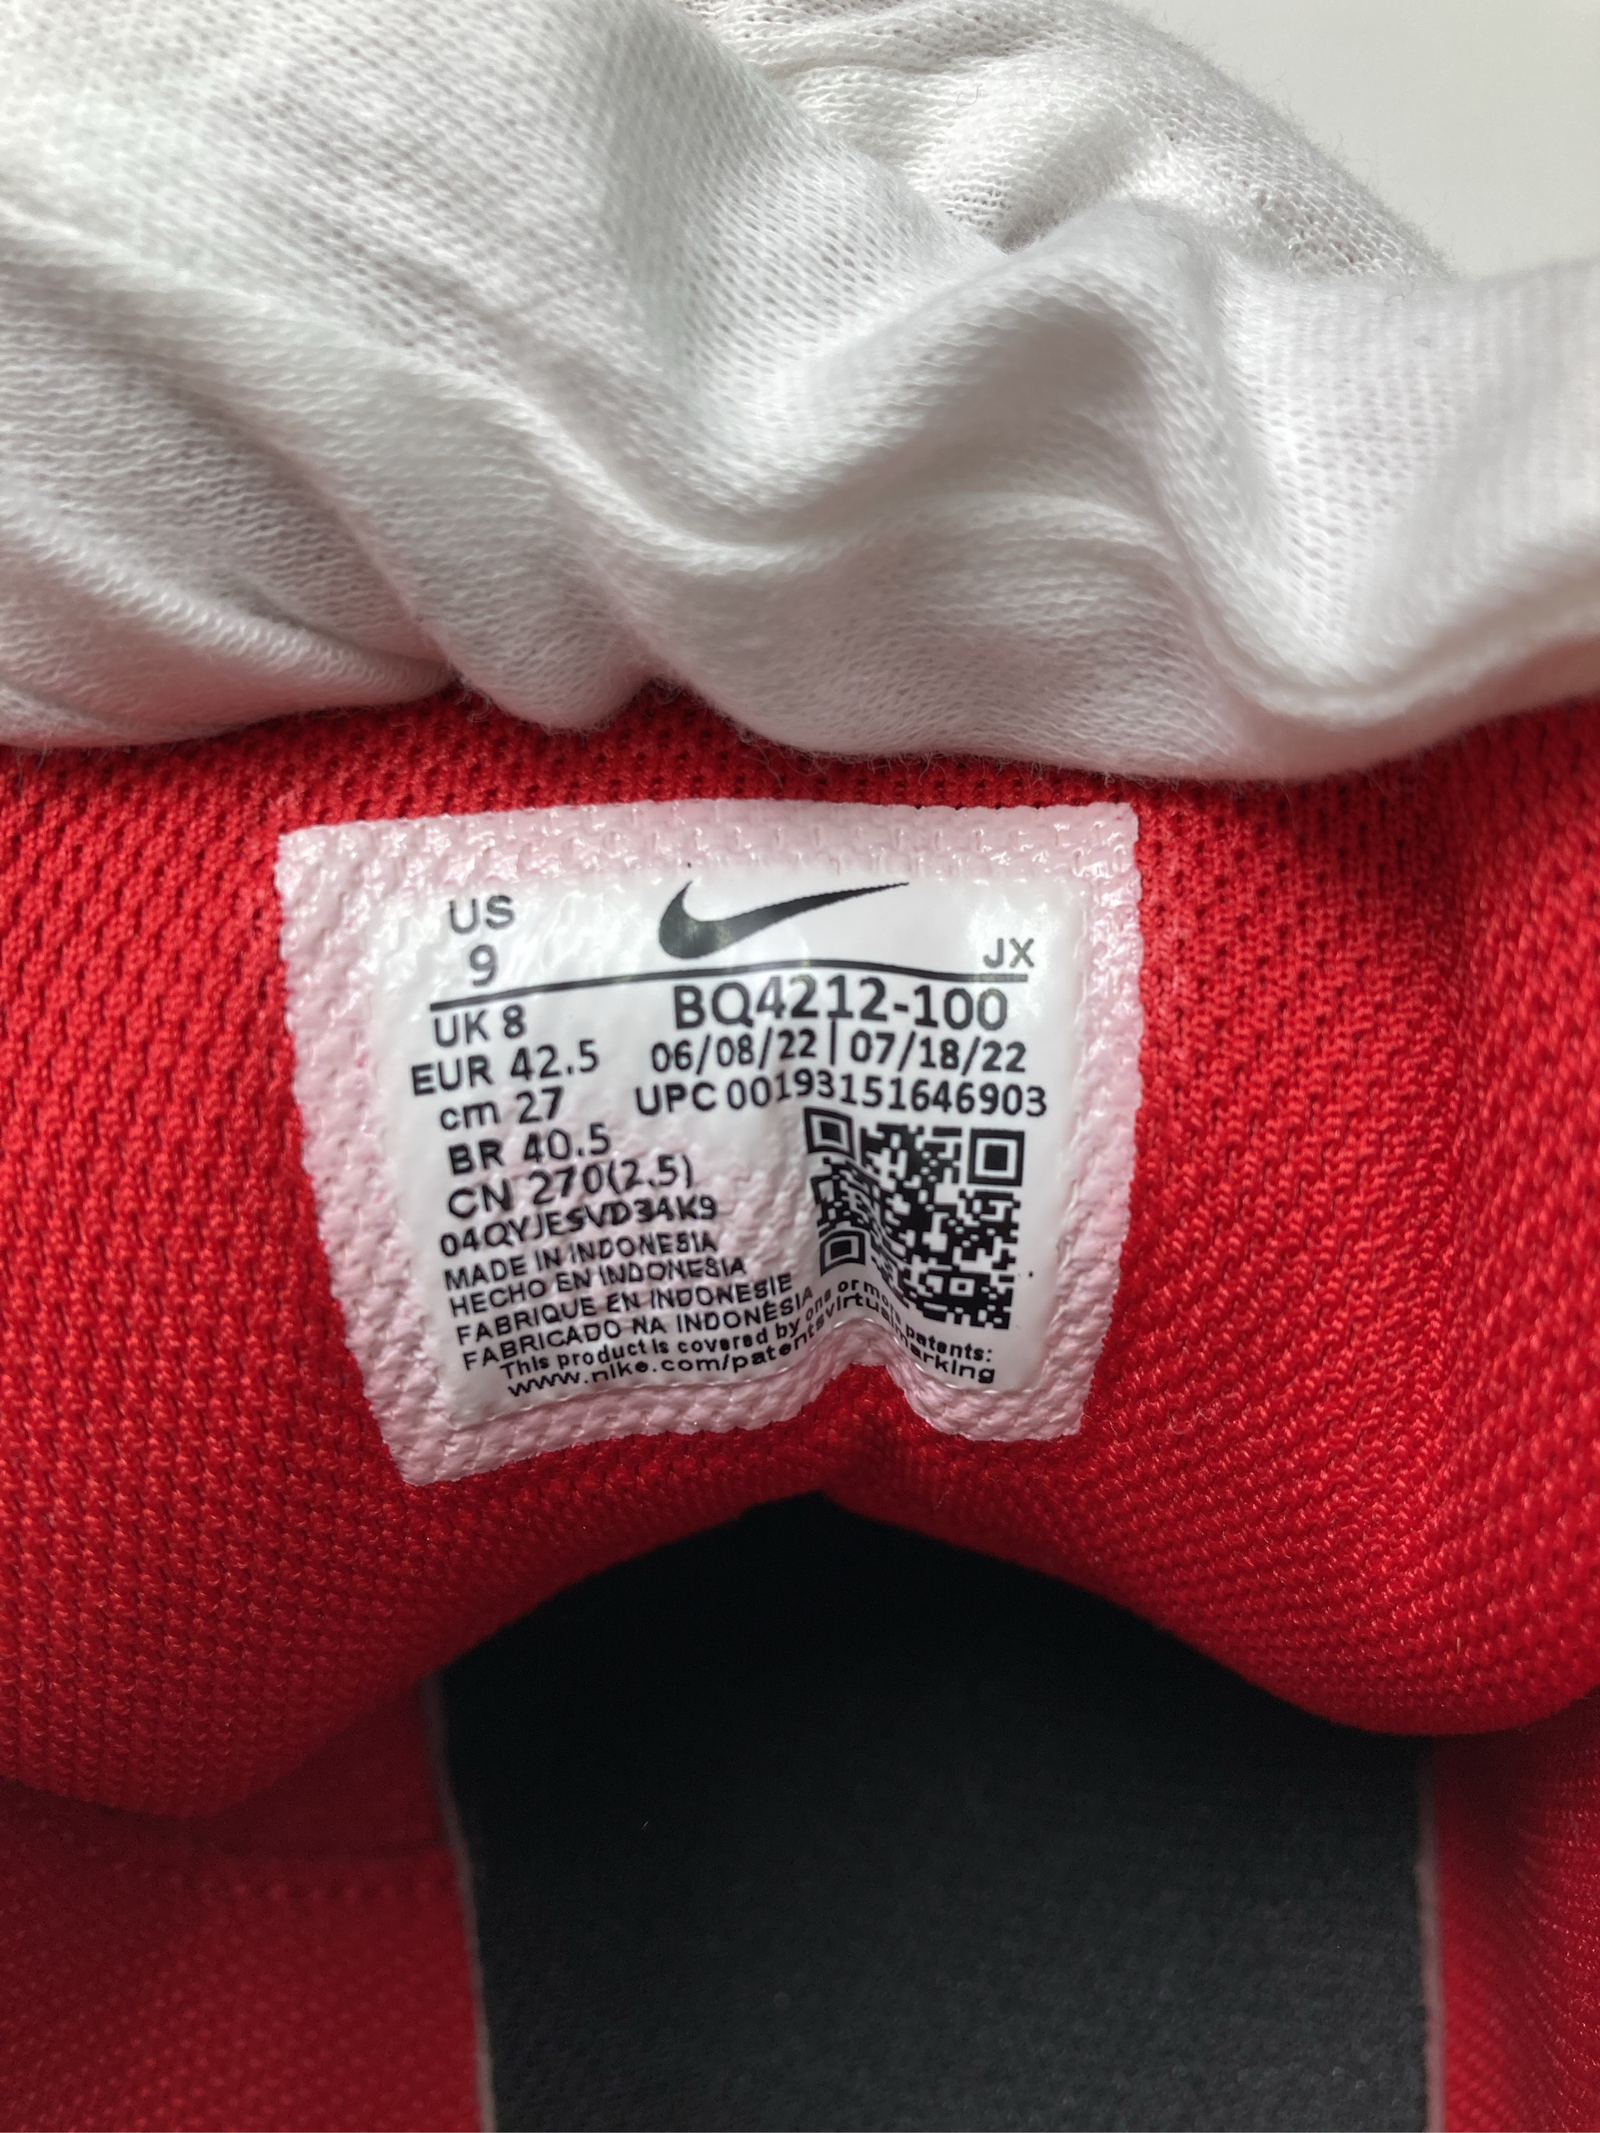 US
9
JX
UK 8
BQ4212-100
EUR 42.5
06/08/22 | 07/18/22
cm 27
UPC 00193151646903
BR 40.5
CN 270(2.5)
04QYJESVD34K9
MADE IN INDONESIA
HECHO EN INDONESIA
FABRIQUE EN INDONESIE
FABRICADO NA INDONÉSIA
This product is covered by one or more patents:
www.nike.com/patentsvirtualmarking